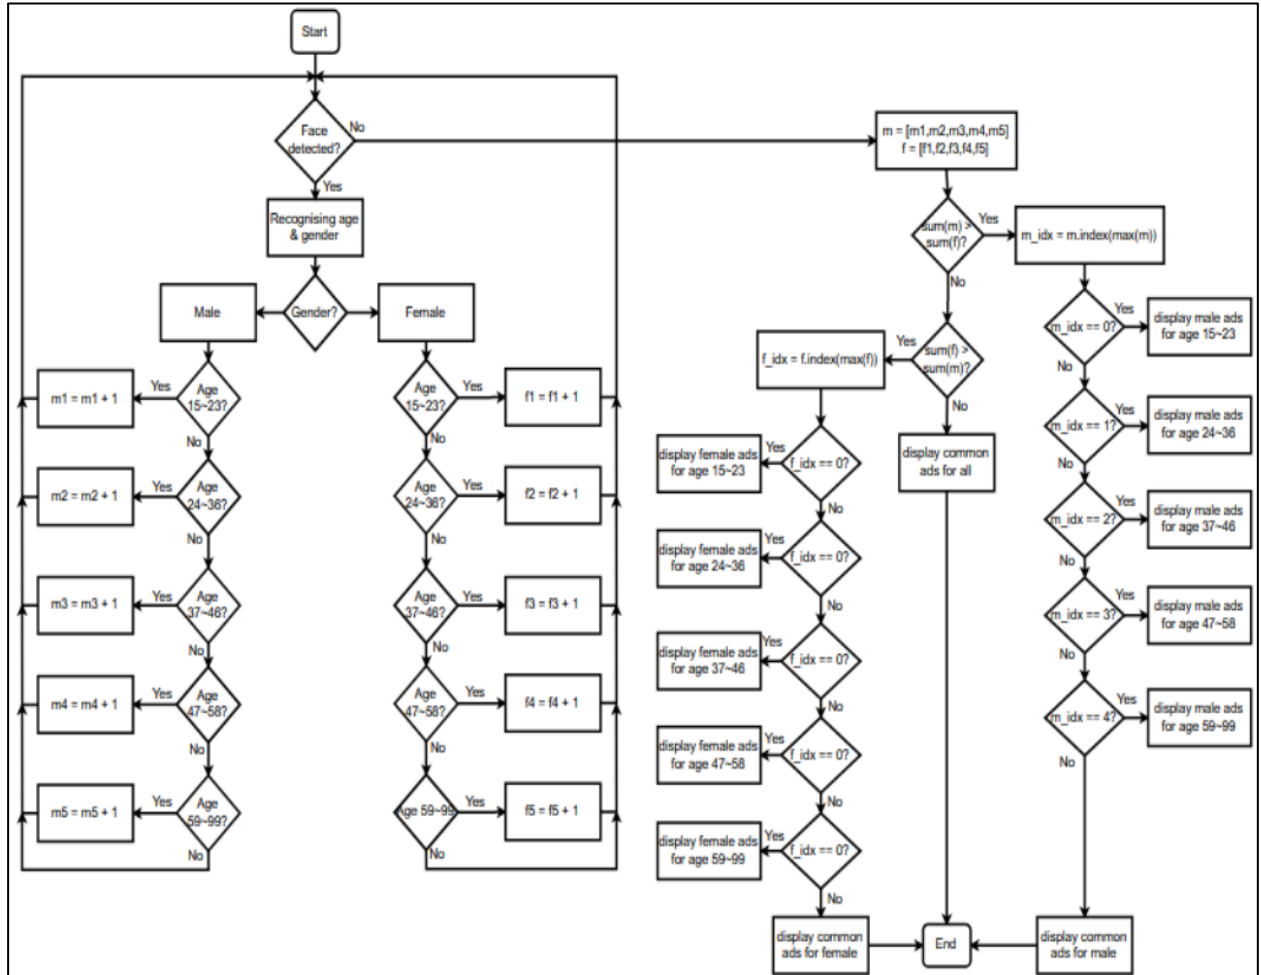 Start
Face
detected?
No
Yes
Recognising age
& gender
Gender?
Male
Female
Age
15~23?
Yes
No
m1 = m1 + 1
Age
24~36?
Yes
No
m2 = m2 + 1
Age
37~46?
Yes
No
m3 = m3 + 1
Age
47~58?
Yes
No
m4 = m4 + 1
Age
59~99?
Yes
No
m5 = m5 + 1
Age
15~23?
Yes
No
f1 = f1 + 1
Age
24~36?
Yes
No
f2 = f2 + 1
Age
37~46?
Yes
No
f3 = f3 + 1
Age
47~58?
Yes
No
f4 = f4 + 1
Age 59~99
Yes
No
f5 = f5 + 1
m = [m1,m2,m3,m4,m5]
f = [f1,f2,f3,f4,f5]
sum(m) >
sum(f)?
Yes
No
m_idx = m.index(max(m))
sum(f) >
sum(m)?
Yes
No
f_idx = f.index(max(f))
display common
ads for all
f_idx == 0?
Yes
No
display female ads
for age 15~23
f_idx == 0?
Yes
No
display female ads
for age 24~36
f_idx == 0?
Yes
No
display female ads
for age 37~46
f_idx == 0?
Yes
No
display female ads
for age 47~58
f_idx == 0?
Yes
No
display female ads
for age 59~99
display common
ads for female
m_idx == 0?
Yes
No
display male ads
for age 15~23
m_idx == 1?
Yes
No
display male ads
for age 24~36
m_idx == 2?
Yes
No
display male ads
for age 37~46
m_idx == 3?
Yes
No
display male ads
for age 47~58
m_idx == 4?
Yes
No
display male ads
for age 59~99
display common
ads for male
End